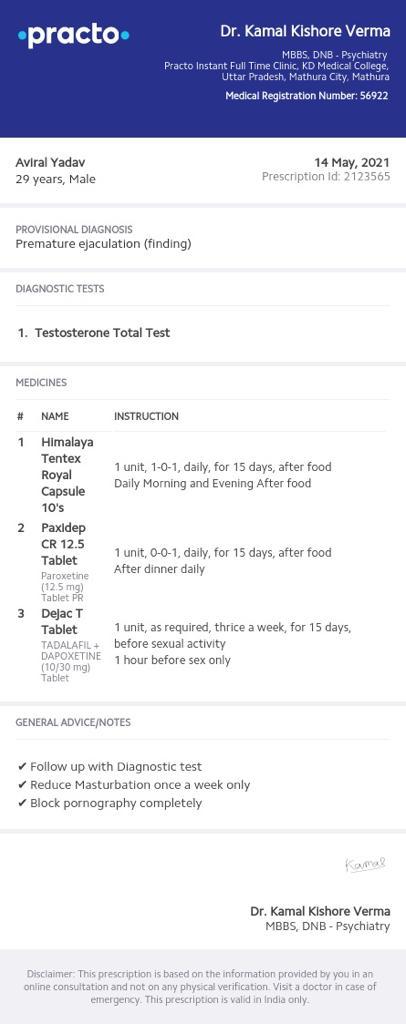 practo
Dr. Kamal Kishore Verma
MBBS, DNB - Psychiatry
Practo Instant Full Time Clinic, KD Medical College,
Uttar Pradesh, Mathura City, Mathura
Medical Registration Number: 56922
Aviral Yadav
29 years, Male
14 May, 2021
Prescription Id: 2123565
PROVISIONAL DIAGNOSIS
Premature ejaculation (finding)
DIAGNOSTIC TESTS
1. Testosterone Total Test
MEDICINES
# NAME INSTRUCTION
1 Himalaya
Tentex
Royal
Capsule
10's
1 unit, 1-0-1, daily, for 15 days, after food
Daily Morning and Evening After food
2 Paxidep
CR 12.5
Tablet
Paroxetine
(12.5 mg)
Tablet PR
1 unit, 0-0-1, daily, for 15 days, after food
After dinner daily
3 Dejac T
Tablet
TADALAFIL +
DAPOXETINE
(10/30 mg)
Tablet
1 unit, as required, thrice a week, for 15 days,
before sexual activity
1 hour before sex only
GENERAL ADVICE/NOTES
✔ Follow up with Diagnostic test
✔ Reduce Masturbation once a week only
✔ Block pornography completely
Kamal
Dr. Kamal Kishore Verma
MBBS, DNB - Psychiatry
Disclaimer: This prescription is based on the information provided by you in an
online consultation and not on any physical verification. Visit a doctor in case of
emergency. This prescription is valid in India only.